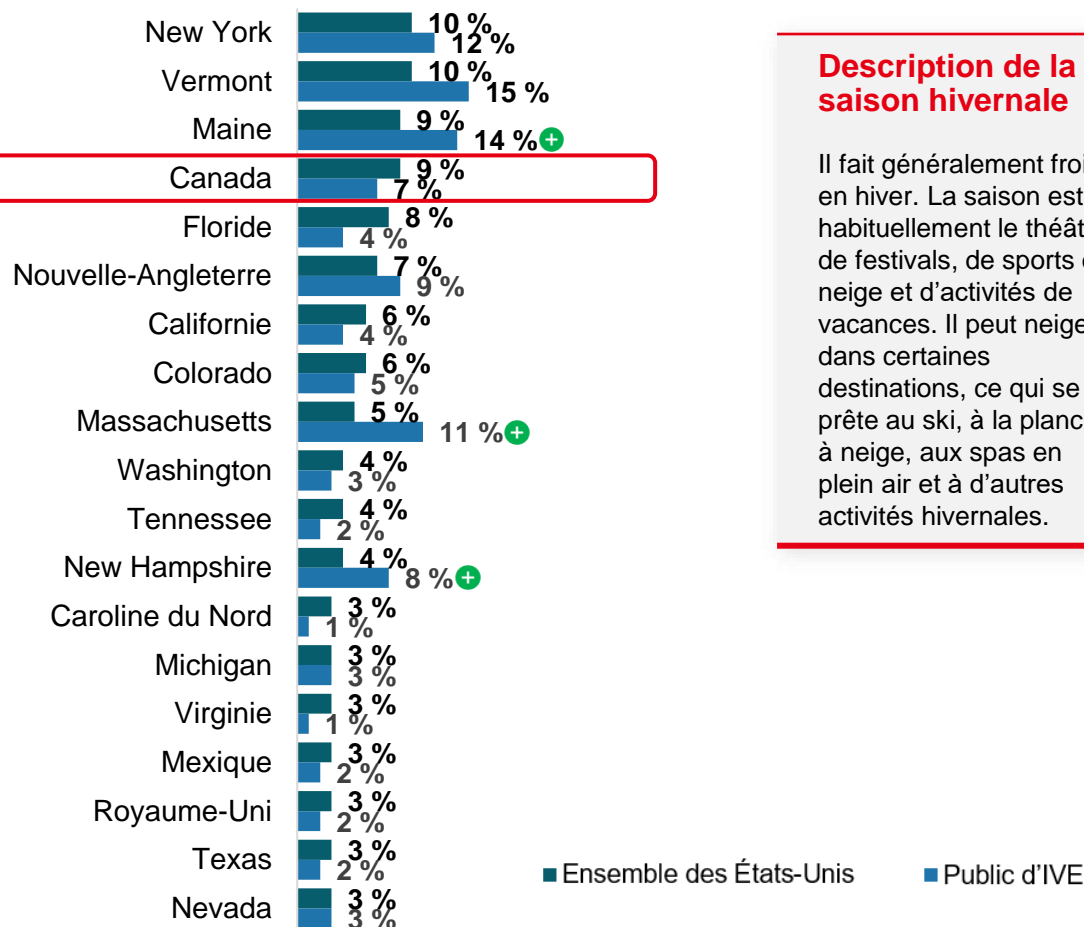 New York 10 % 12 %
Vermont 10 % 15 %
Maine 9 % 14 % +
Canada 9 % 7 %
Floride 8 % 4 %
Nouvelle-Angleterre 7 % 9 %
Californie 6 % 4 %
Colorado 6 % 5 %
Massachusetts 5 % 11 % +
Washington 4 % 3 %
Tennessee 4 % 2 %
New Hampshire 4 % 8 % +
Caroline du Nord 3 % 1 %
Michigan 3 % 3 %
Virginie 3 % 1 %
Mexique 3 % 2 %
Royaume-Uni 3 % 2 %
Texas 3 % 2 %
Nevada 3 % 3 %
Description de la
saison hivernale
Il fait généralement
en hiver. La saison est
habituellement le
de festivals, de sports
neige et d’activités de
vacances. Il peut
dans certaines
destinations, ce qui se
prête au ski, à la
à neige, aux spas en
plein air et à d’autres
activités hivernales.
Ensemble des États-Unis
Public d’IVE